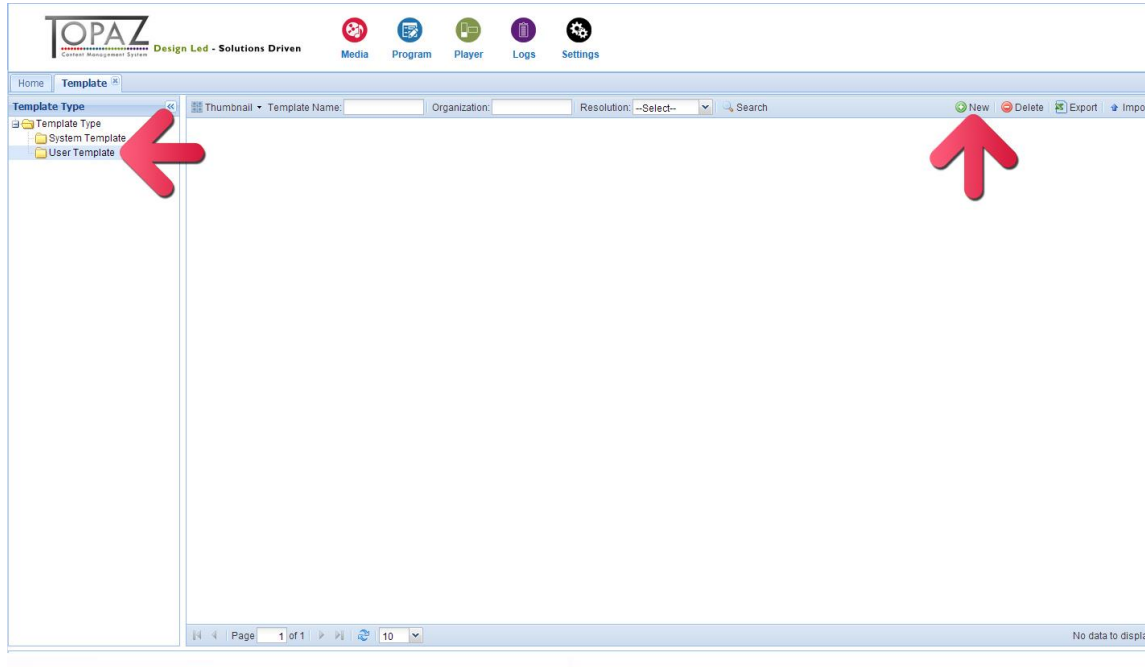 TOPAZ
Content Management System
Design Led - Solutions Driven
Media Program Player Logs Settings
Home Template
Template Type
Thumbnail Template Name: Organization: Resolution: --Select-- Search New Delete Export Impo
Template Type
System Template
User Template
Page 1 of 1 10 No data to displa